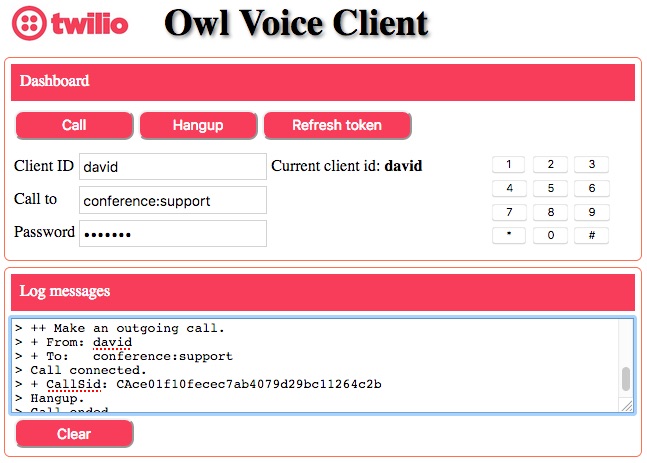 twilio Owl Voice Client
Dashboard
Call Hangup Refresh token
Client ID david Current client id: david
Call to conference:support
Password •••••••
1 2 3
4 5 6
7 8 9
* 0 #
Log messages
> ++ Make an outgoing call.
> + From: david
> + To: conference:support
> Call connected.
> + CallSid: CAce01f10fecec7ab4079d29bc11264c2b
> Hangup.
> Call ended
Clear